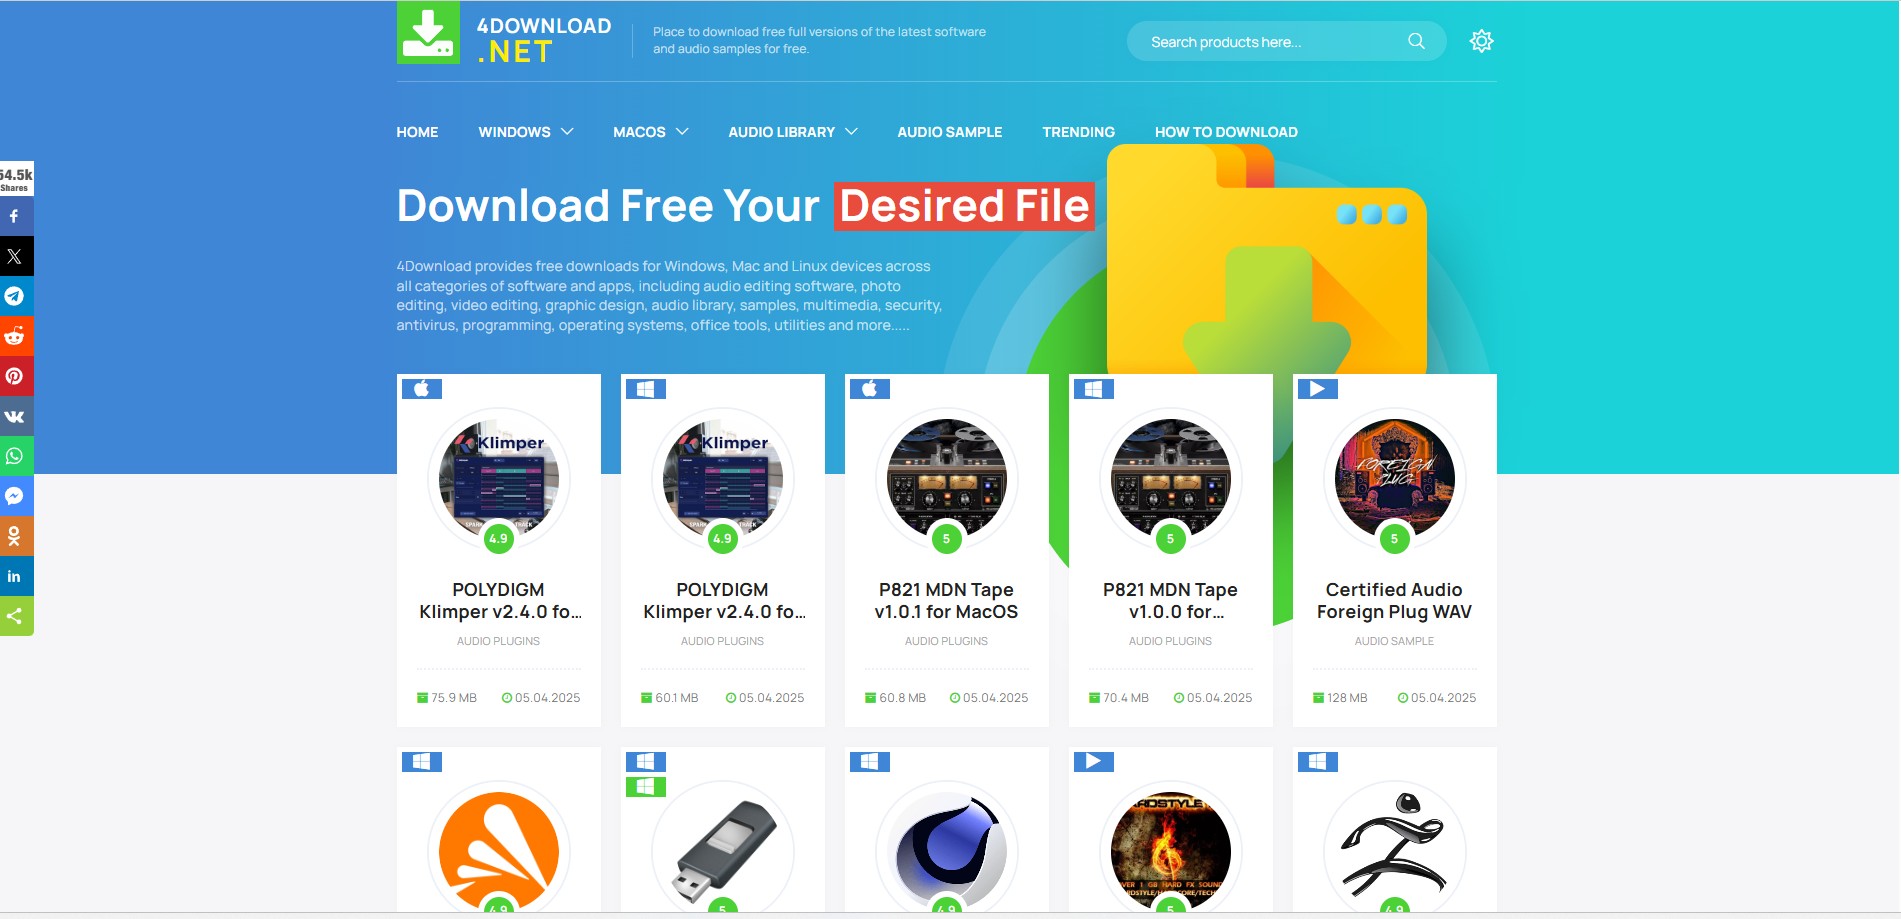 4DOWNLOAD
.NET
Place to download free full versions of the latest software
and audio samples for free.
Search products here...
HOME
WINDOWS
MACOS
AUDIO LIBRARY
AUDIO SAMPLE
TRENDING
HOW TO DOWNLOAD
54.5k
Shares
Download Free Your Desired File
4Download provides free downloads for Windows, Mac and Linux devices across
all categories of software and apps, including audio editing software, photo
editing, video editing, graphic design, audio library, samples, multimedia, security,
antivirus, programming, operating systems, office tools, utilities and more.....
Klimper
4.9
POLYDIGM
Klimper v2.4.0 fo...
AUDIO PLUGINS
75.9 MB
05.04.2025
Klimper
4.9
POLYDIGM
Klimper v2.4.0 fo...
AUDIO PLUGINS
60.1 MB
05.04.2025
5
P821 MDN Tape
v1.0.1 for MacOS
AUDIO PLUGINS
60.8 MB
05.04.2025
5
P821 MDN Tape
v1.0.0 for...
AUDIO PLUGINS
70.4 MB
05.04.2025
FOREIGN
PLUG
5
Certified Audio
Foreign Plug WAV
AUDIO SAMPLE
128 MB
05.04.2025
4.9
5
4.9
5
4.9